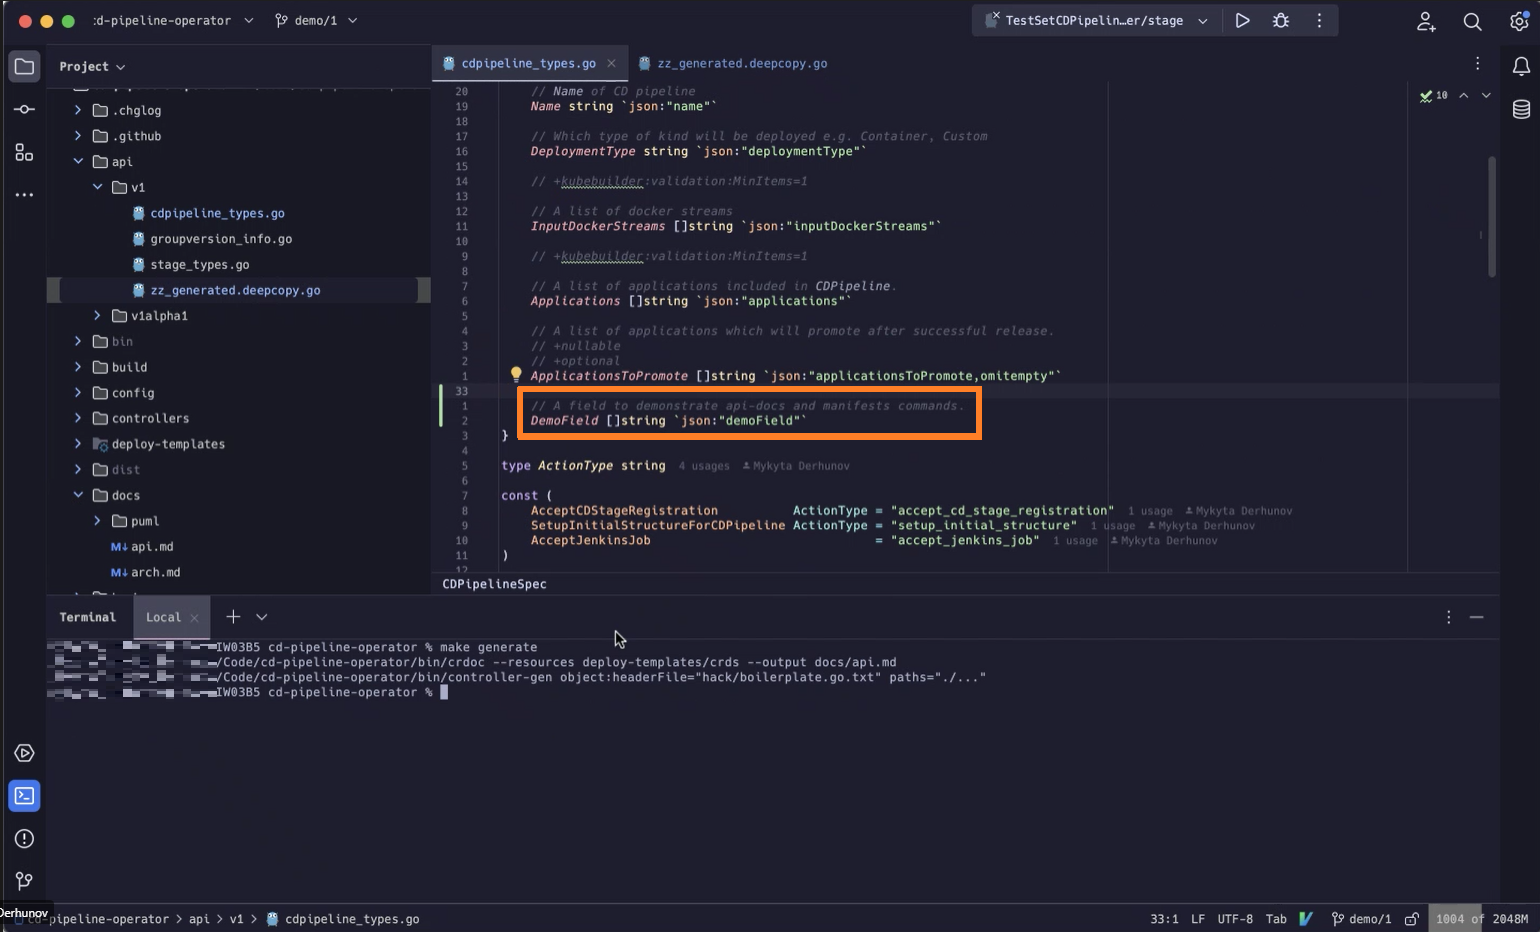 :d-pipeline-operator
demo/1
TestSetCDPipelin…er/stage
Project
cdpipeline_types.go
zz_generated.deepcopy.go
.chglog
.github
api
v1
cdpipeline_types.go
groupversion_info.go
stage_types.go
zz_generated.deepcopy.go
v1alpha1
bin
build
config
controllers
deploy-templates
dist
docs
puml
M↓ api.md
M↓ arch.md
10
20 // Name of CD pipeline
19 Name string `json:"name"`
18
17 // Which type of kind will be deployed e.g. Container, Custom
16 DeploymentType string `json:"deploymentType"`
15
14 // +kubebuilder:validation:MinItems=1
13
12 // A list of docker streams
11 InputDockerStreams []string `json:"inputDockerStreams"`
10
9 // +kubebuilder:validation:MinItems=1
8
7 // A list of applications included in CDPipeline.
6 Applications []string `json:"applications"`
5
4 // A list of applications which will promote after successful release.
3 // +nullable
2 // +optional
1 ApplicationsToPromote []string `json:"applicationsToPromote,omitempty"`
33
1 // A field to demonstrate api-docs and manifests commands.
2 DemoField []string `json:"demoField"`
3 }
4
5 type ActionType string 4 usages Mykyta Derhunov
6
7 const (
8 AcceptCDStageRegistration ActionType = "accept_cd_stage_registration" 1 usage Mykyta Derhunov
9 SetupInitialStructureForCDPipeline ActionType = "setup_initial_structure" 1 usage Mykyta Derhunov
10 AcceptJenkinsJob = "accept_jenkins_job" 1 usage Mykyta Derhunov
11 )
12
CDPipelineSpec
Terminal
Local
IW03B5 cd-pipeline-operator % make generate
/Code/cd-pipeline-operator/bin/crdoc --resources deploy-templates/crds --output docs/api.md
/Code/cd-pipeline-operator/bin/controller-gen object:headerFile="hack/boilerplate.go.txt" paths="./..."
IW03B5 cd-pipeline-operator %
Derhunov
cd-pipeline-operator > api > v1 > cdpipeline_types.go
33:1 LF UTF-8 Tab demo/1 1004 of 2048M